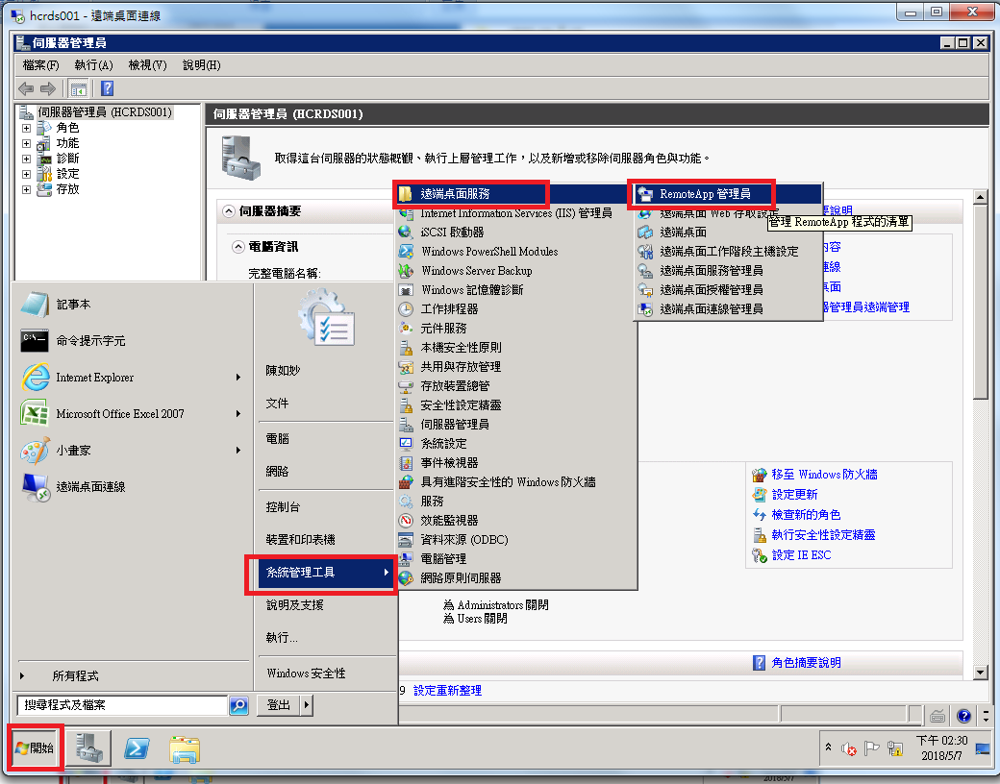 hcrds001 - 遠端桌面連線
伺服器管理員
檔案(F) 執行(A) 檢視(V) 說明(H)
伺服器管理員 (HCRDS001)
角色
功能
診斷
設定
存放
伺服器管理員 (HCRDS001)
取得這台伺服器的狀態概觀、執行上層管理工作，以及新增或移除伺服器角色與功能。
伺服器摘要
說明
電腦資訊
完整電腦名稱:
內容
連線
桌面
器管理員遠端管理
記事本
命令提示字元
Internet Explorer
Microsoft Office Excel 2007
小畫家
遠端桌面連線
所有程式
搜尋程式及檔案
陳如妙
文件
電腦
網路
控制台
裝置和印表機
系統管理工具
說明及支援
執行...
Windows 安全性
登出
遠端桌面服務
Internet Information Services (IIS) 管理員
iSCSI 啟動器
Windows PowerShell Modules
Windows Server Backup
Windows 記憶體診斷
工作排程器
元件服務
本機安全性原則
共用與存放管理
存放裝置總管
安全性設定精靈
伺服器管理員
系統設定
事件檢視器
具有進階安全性的 Windows 防火牆
服務
效能監視器
資料來源 (ODBC)
電腦管理
網路原則伺服器
RemoteApp 管理員
遠端桌面 Web 存取設定
管理 RemoteApp 程式的清單
遠端桌面
遠端桌面工作階段主機設定
遠端桌面服務管理員
遠端桌面授權管理員
遠端桌面連線管理員
移至 Windows 防火牆
設定更新
檢查新的角色
執行安全性設定精靈
設定 IE ESC
為 Administrators 關閉
為 Users 關閉
角色摘要說明
9 設定重新整理
開始
下午 02:30
2018/5/7
2018/5/7